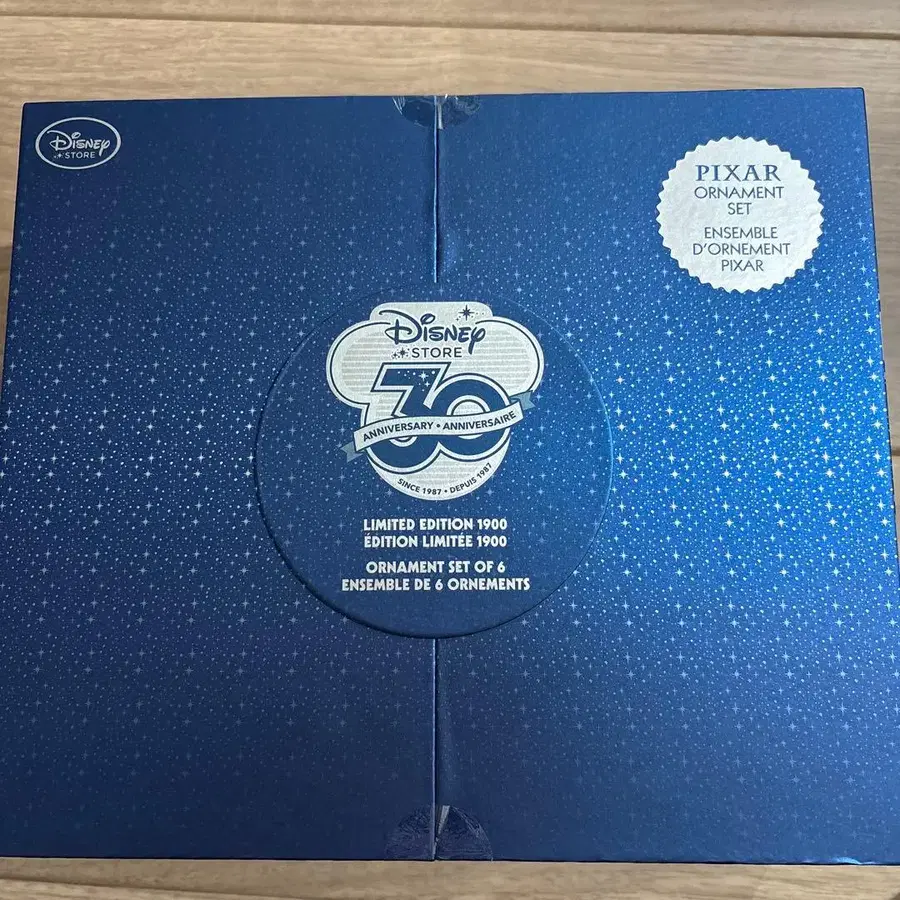 Disney
STORE
PIXAR
ORNAMENT
SET
ENSEMBLE
D'ORNEMENT
PIXAR
Disney
STORE
30
ANNIVERSARY • ANNIVERSAIRE
SINCE 1987 • DEPUIS 1987
LIMITED EDITION 1900
ÉDITION LIMITÉE 1900
ORNAMENT SET OF 6
ENSEMBLE DE 6 ORNEMENTS